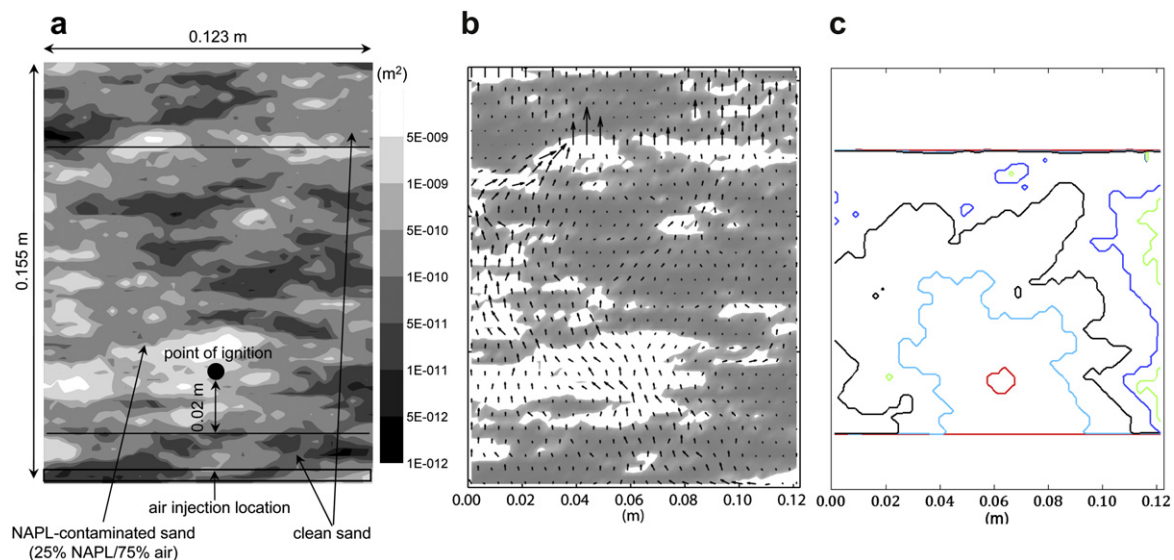 a
0.123 m
0.155 m
(m²)
5E-009
1E-009
5E-010
1E-010
5E-011
1E-011
5E-012
1E-012
point of ignition
0.02 m
air injection location
NAPL-contaminated sand
(25% NAPL/75% air)
clean sand
b
0.00 0.02 0.04 0.06 0.08 0.10 0.12
(m)
c
0.00 0.02 0.04 0.06 0.08 0.10 0.12
(m)